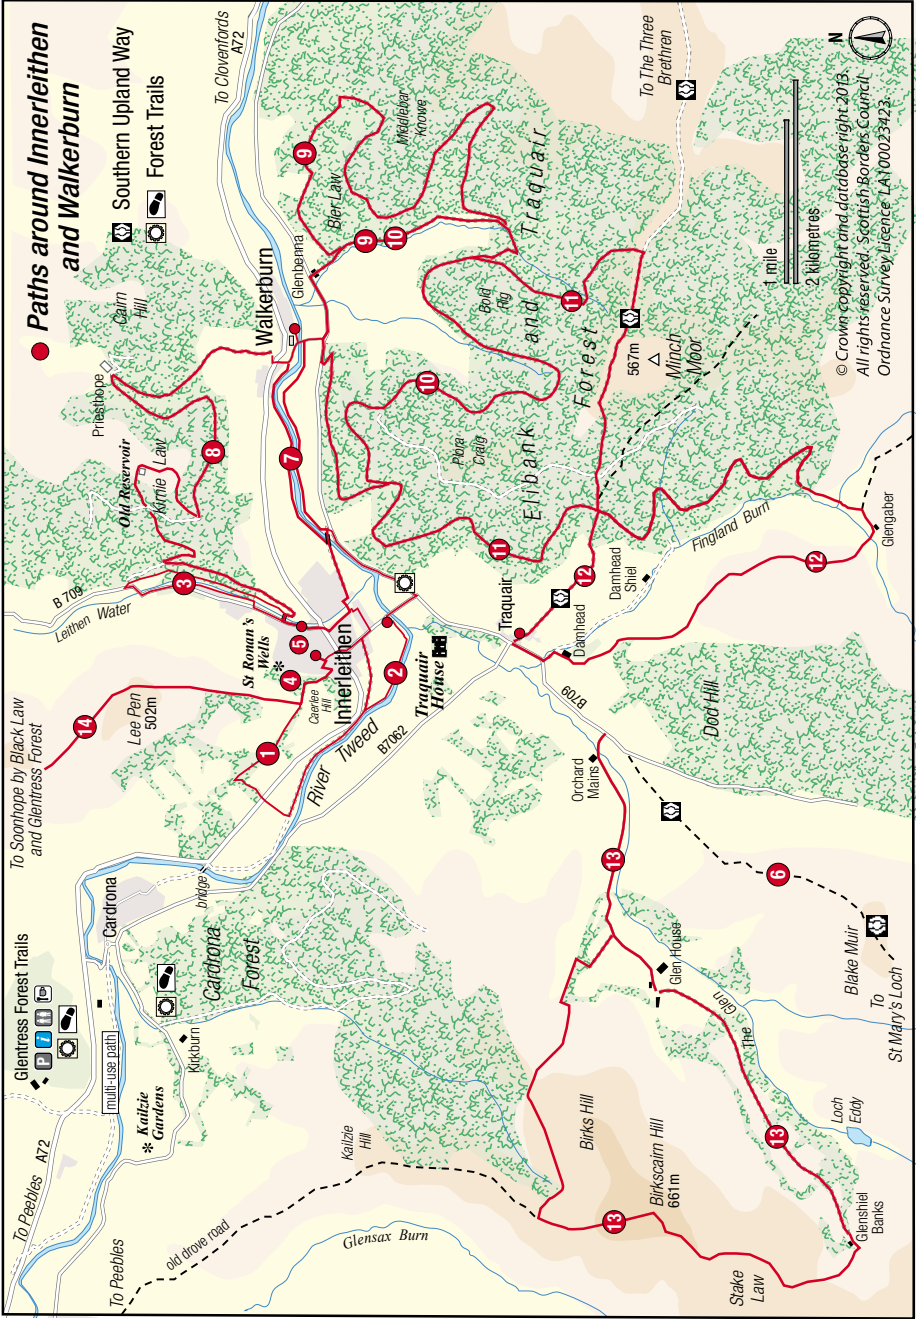 Paths around Innerleithen
and Walkerburn
Southern Upland Way
Forest Trails
To Soonhope by Black Law
and Glentress Forest
Glentress Forest Trails
P
i
To Peebles
A72
multi-use path
Cardrona
bridge
Kailzie
Gardens
Kirkburn
Cardrona
Forest
To Peebles
old drove road
Kailzie
Hill
Glensax Burn
14
Lee Pen
502m
B 709
Leithen Water
3
St Ronan's
Wells
5
4
Caerlee
Hill
1
Innerleithen
2
River Tweed
B7062
Traquair
House
Old Reservoir
Kirnie Law
8
Priesthope
Cairn
Hill
To Clovenfords
A72
Walkerburn
Glenbenna
7
9
Bier Law
9
10
Middlebar
Knowe
Traquair
and
Elibank
Forest
Bold
Rig
11
10
Plora
Craig
11
567m
Minch
Moor
To The Three
Brethren
N
1 mile
2 kilometres
© Crown copyright and database right 2013.
All rights reserved. Scottish Borders Council
Ordnance Survey Licence LA100023423.
Traquair
12
Damhead
Damhead
Shiel
Fingland Burn
12
Glengaber
B709
Dod Hill
Orchard
Mains
13
6
Blake Muir
To
St Mary's Loch
Glen House
The Glen
13
Loch
Eddy
Glenshiel
Banks
Birks Hill
Birkscairn Hill
661m
13
Stake
Law